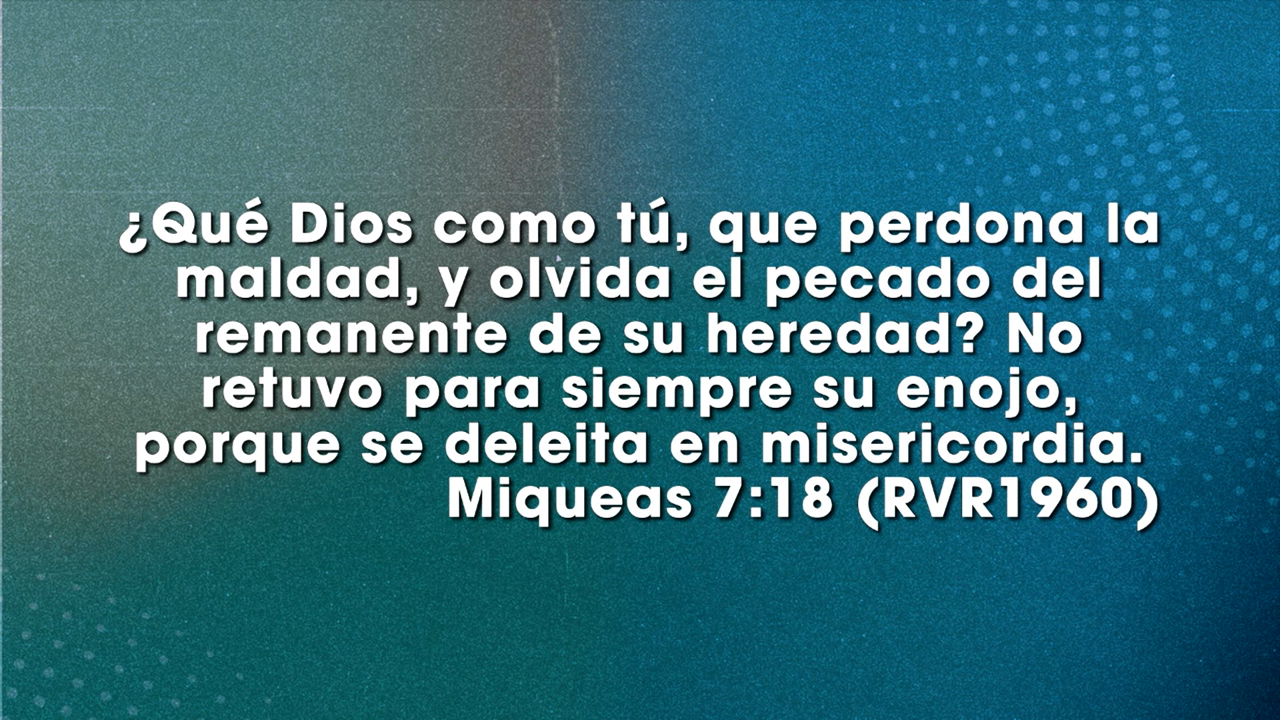 ¿Qué Dios como tú, que perdona la
maldad, y olvida el pecado del
remanente de su heredad? No
retuvo para siempre su enojo,
porque se deleita en misericordia.
Miqueas 7:18 (RVR1960)